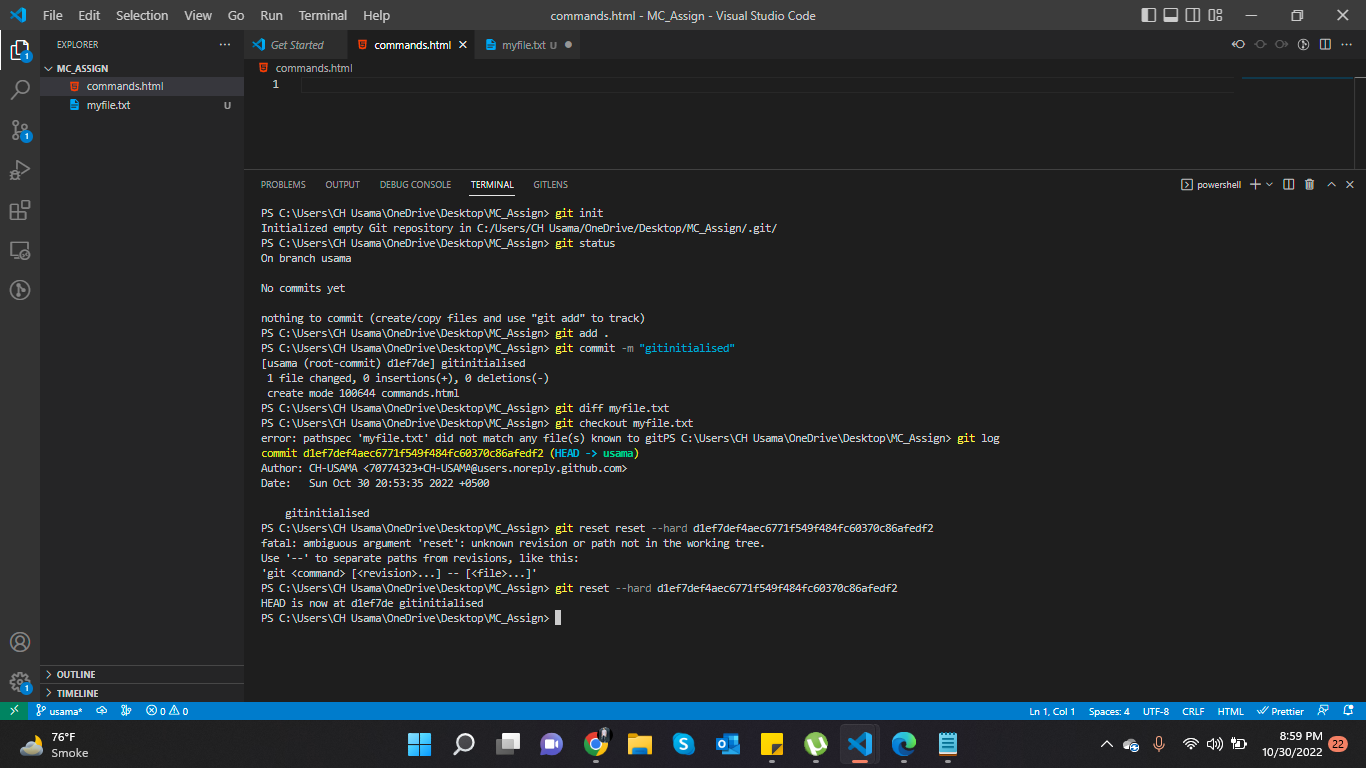 File Edit Selection View Go Run Terminal Help commands.html - MC_Assign - Visual Studio Code
EXPLORER
Get Started commands.html myfile.txt U
MC_ASSIGN
commands.html
commands.html
1
myfile.txt U
1
1
PROBLEMS OUTPUT DEBUG CONSOLE TERMINAL GITLENS powershell
PS C:\Users\CH Usama\OneDrive\Desktop\MC_Assign> git init
Initialized empty Git repository in C:/Users/CH Usama/OneDrive/Desktop/MC_Assign/.git/
PS C:\Users\CH Usama\OneDrive\Desktop\MC_Assign> git status
On branch usama
No commits yet
nothing to commit (create/copy files and use "git add" to track)
PS C:\Users\CH Usama\OneDrive\Desktop\MC_Assign> git add .
PS C:\Users\CH Usama\OneDrive\Desktop\MC_Assign> git commit -m "gitinitialised"
[usama (root-commit) d1ef7de] gitinitialised
1 file changed, 0 insertions(+), 0 deletions(-)
create mode 100644 commands.html
PS C:\Users\CH Usama\OneDrive\Desktop\MC_Assign> git diff myfile.txt
PS C:\Users\CH Usama\OneDrive\Desktop\MC_Assign> git checkout myfile.txt
error: pathspec 'myfile.txt' did not match any file(s) known to gitPS C:\Users\CH Usama\OneDrive\Desktop\MC_Assign> git log
commit d1ef7def4aec6771f549f484fc60370c86afedf2 (HEAD -> usama)
Author: CH-USAMA <70774323+CH-USAMA@users.noreply.github.com>
Date: Sun Oct 30 20:53:35 2022 +0500
gitinitialised
PS C:\Users\CH Usama\OneDrive\Desktop\MC_Assign> git reset reset --hard d1ef7def4aec6771f549f484fc60370c86afedf2
fatal: ambiguous argument 'reset': unknown revision or path not in the working tree.
Use '--' to separate paths from revisions, like this:
'git <command> [<revision>...] -- [<file>...]'
PS C:\Users\CH Usama\OneDrive\Desktop\MC_Assign> git reset --hard d1ef7def4aec6771f549f484fc60370c86afedf2
HEAD is now at d1ef7de gitinitialised
PS C:\Users\CH Usama\OneDrive\Desktop\MC_Assign>
OUTLINE
1
TIMELINE
usama* 0 0 Ln 1, Col 1 Spaces: 4 UTF-8 CRLF HTML Prettier
76°F
Smoke
8:59 PM
10/30/2022 22